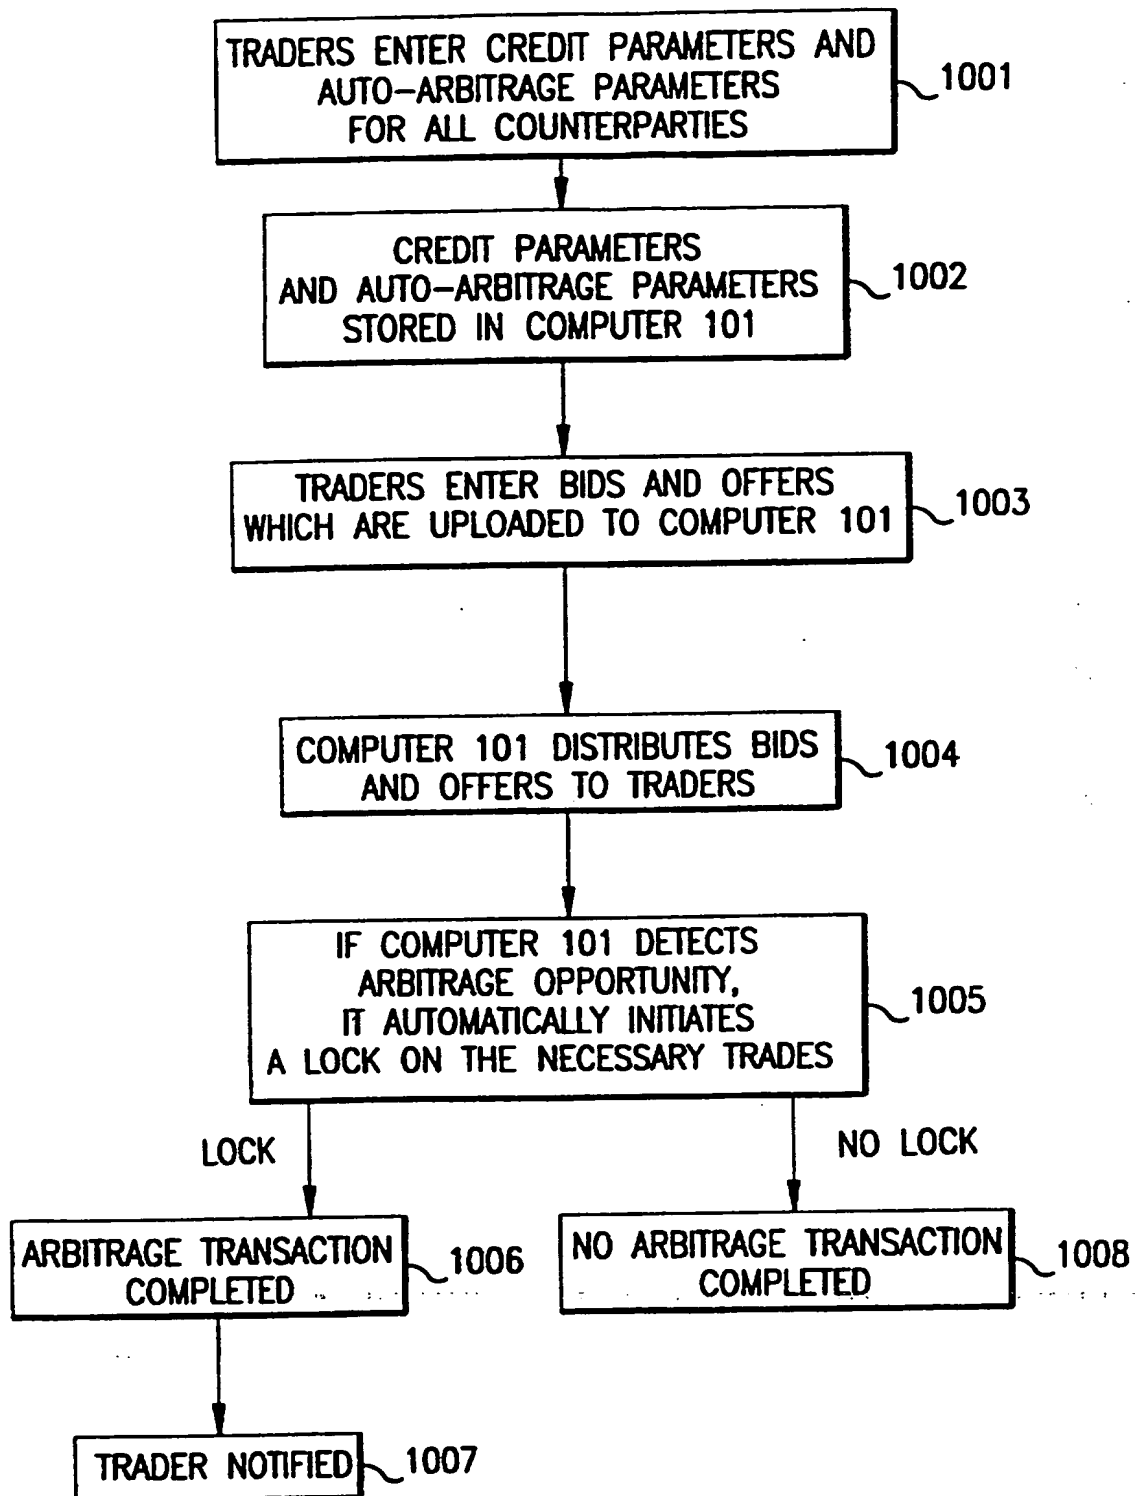 TRADERS ENTER CREDIT PARAMETERS AND
AUTO-ARBITRAGE PARAMETERS
FOR ALL COUNTERPARTIES
1001
CREDIT PARAMETERS
AND AUTO-ARBITRAGE PARAMETERS
STORED IN COMPUTER 101
1002
TRADERS ENTER BIDS AND OFFERS
WHICH ARE UPLOADED TO COMPUTER 101
1003
COMPUTER 101 DISTRIBUTES BIDS
AND OFFERS TO TRADERS
1004
IF COMPUTER 101 DETECTS
ARBITRAGE OPPORTUNITY,
IT AUTOMATICALLY INITIATES
A LOCK ON THE NECESSARY TRADES
1005
LOCK
NO LOCK
ARBITRAGE TRANSACTION
COMPLETED
1006
NO ARBITRAGE TRANSACTION
COMPLETED
1008
TRADER NOTIFIED
1007